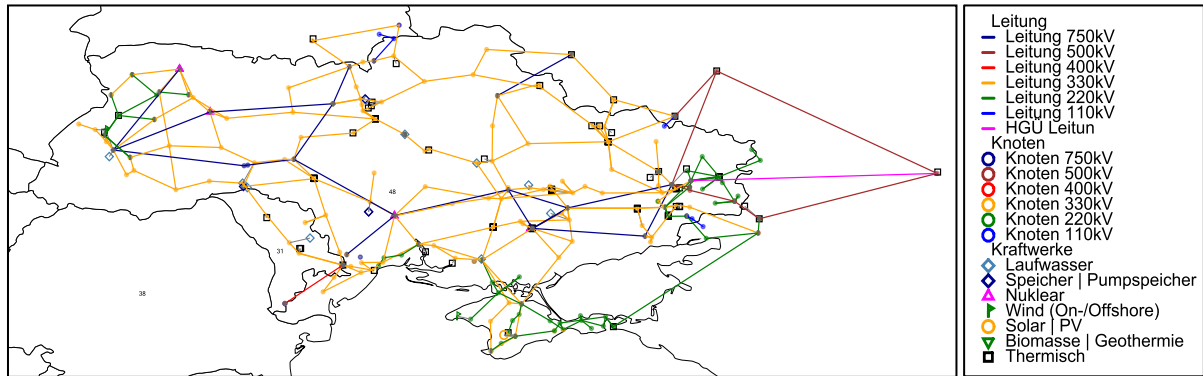 48
31
38
Leitung
Leitung 750kV
Leitung 500kV
Leitung 400kV
Leitung 330kV
Leitung 220kV
Leitung 110kV
HGÜ Leitun
Knoten
Knoten 750kV
Knoten 500kV
Knoten 400kV
Knoten 330kV
Knoten 220kV
Knoten 110kV
Kraftwerke
Laufwasser
Speicher | Pumpspeicher
Nuklear
Wind (On-/Offshore)
Solar | PV
Biomasse | Geothermie
Thermisch